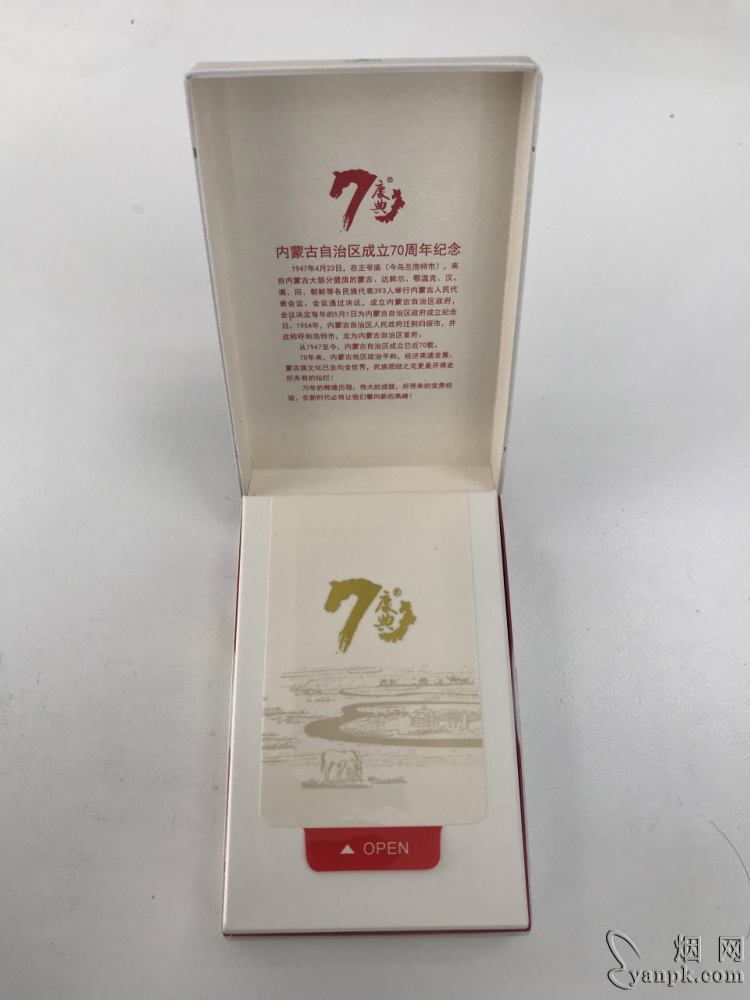 70庆典®
内蒙古自治区成立70周年纪念
1947年4月23日，在王爷庙（今乌兰浩特市），来
自内蒙古大部分盟旗的蒙古、达斡尔、鄂温克、汉、
满、回、朝鲜等各民族代表393人举行内蒙古人民代
表会议。会议通过决议，成立内蒙古自治区政府，
会议决定每年的5月1日为内蒙古自治区政府成立纪念
日。1954年，内蒙古自治区人民政府迁到归绥市，并
改称呼和浩特市，定为内蒙古自治区首府。
从1947至今，内蒙古自治区成立已近70载。
70年来，内蒙古地区政治平和，经济高速发展、
蒙古族文化已走向全世界，民族团结之花更是开得史
所未有的灿烂！
70年的辉煌历程，伟大的成就，所带来的宝贵经
验，在新时代必将让我们攀向新的高峰！
70庆典®
▲ OPEN
烟网
yanpk.com